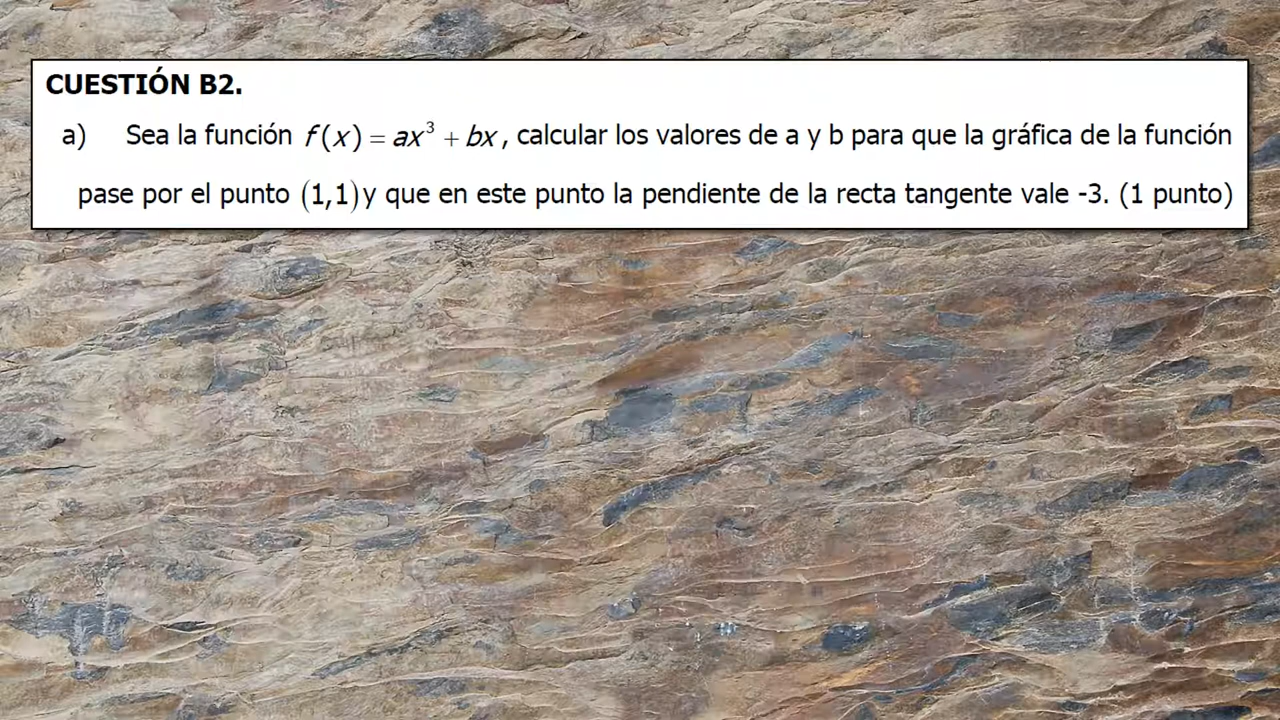 CUESTIÓN B2.
a) Sea la función f(x) = ax³ + bx, calcular los valores de a y b para que la gráfica de la función
pase por el punto (1,1) y que en este punto la pendiente de la recta tangente vale -3. (1 punto)